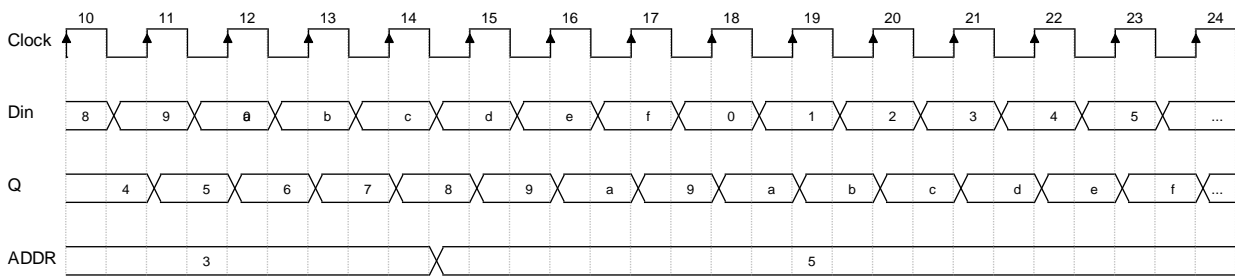 10 11 12 13 14 15 16 17 18 19 20 21 22 23 24
Clock
Din 8 9 a b c d e f 0 1 2 3 4 5 ...
Q 4 5 6 7 8 9 a 9 a b c d e f ...
ADDR 3 5